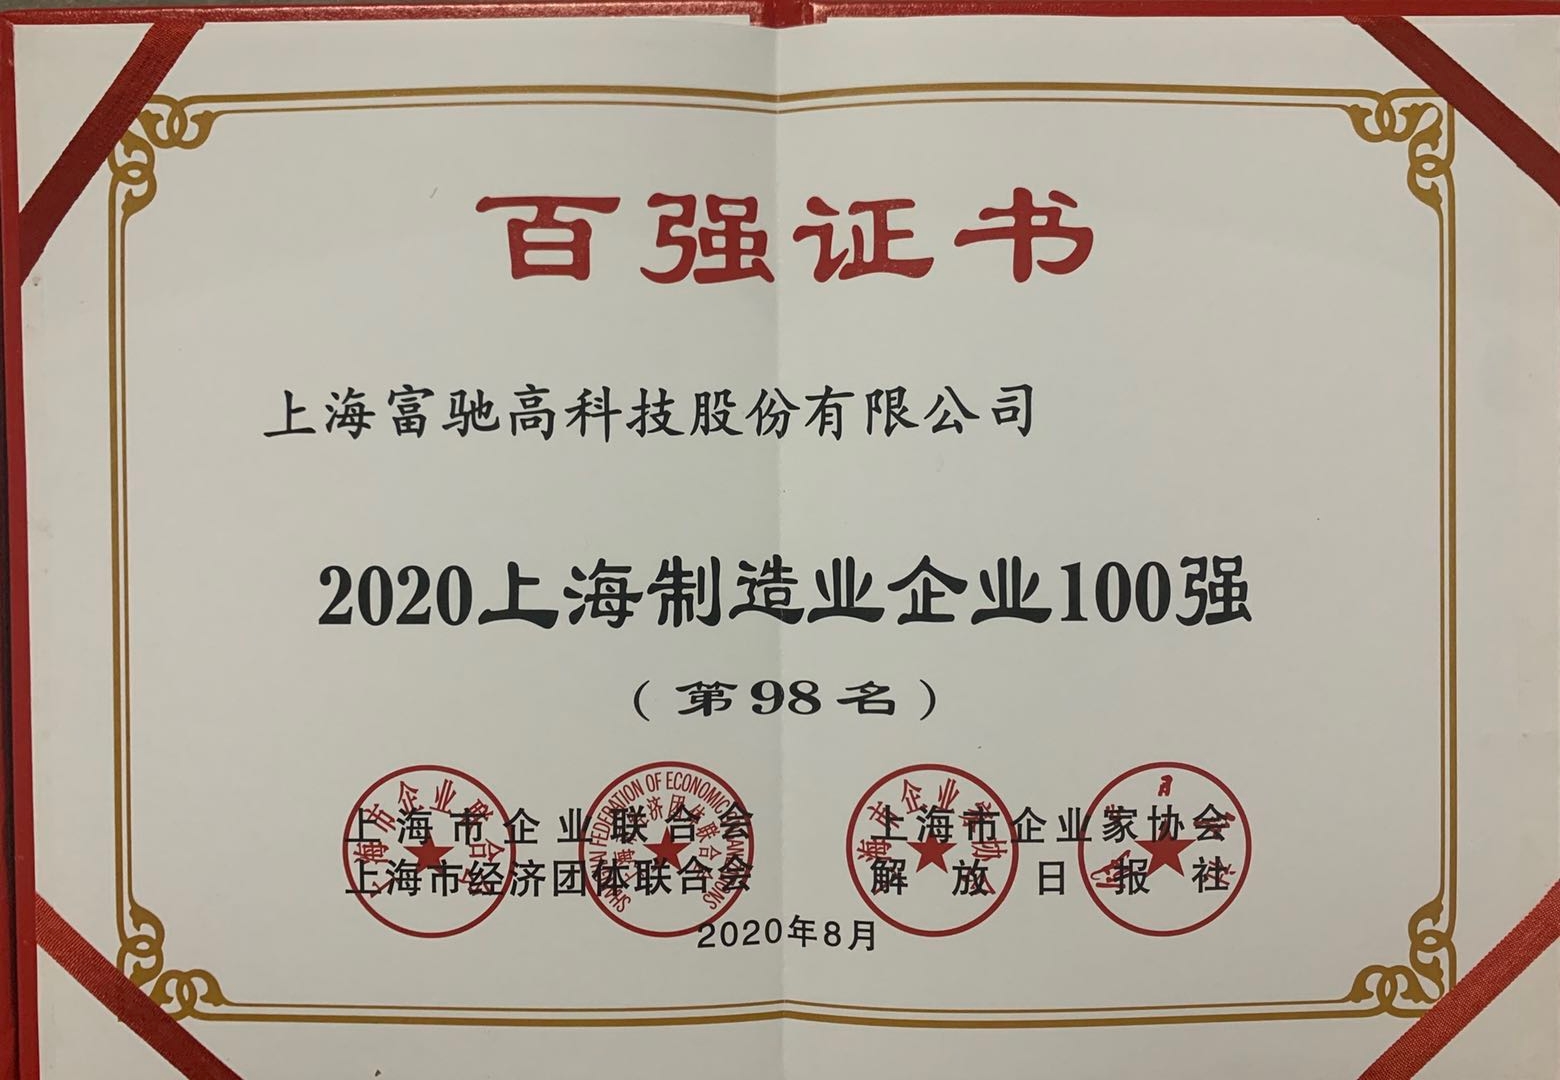 百强证书
上海富驰高科技股份有限公司
2020上海制造业企业100强
（第98名）
上海市企业联合会 上海市企业家协会
上海市经济团体联合会 解放日报社
2020年8月